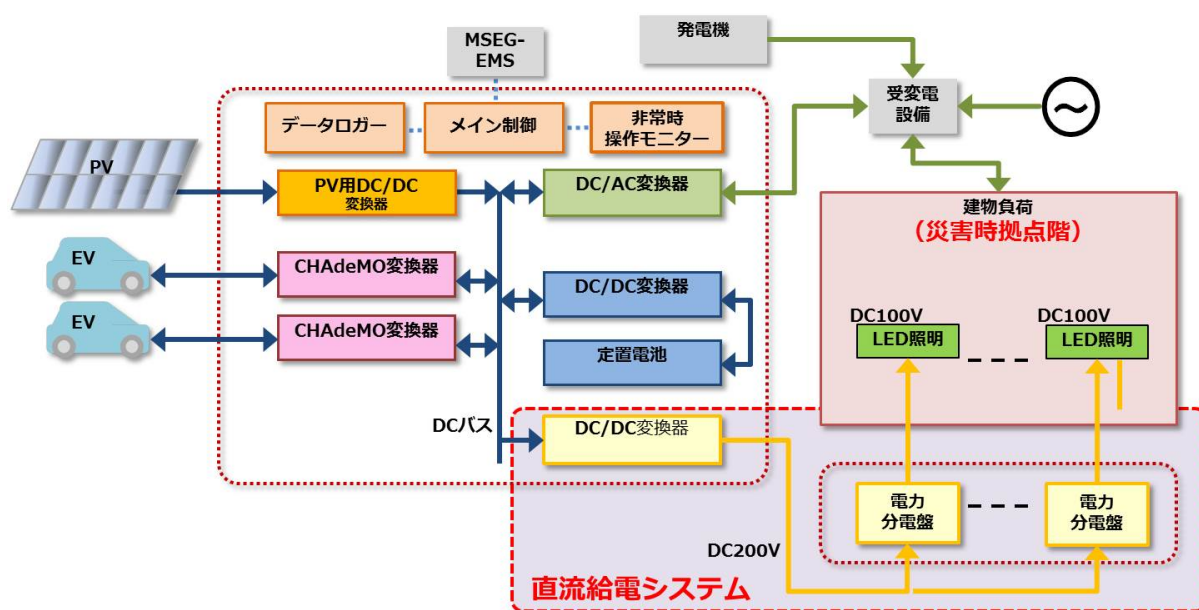 MSEG-
EMS
発電機
受変電
設備
〜
データロガー
メイン制御
非常時
操作モニター
PV
PV用DC/DC
変換器
DC/AC変換器
建物負荷
(災害時拠点階)
EV
CHAdeMO変換器
DC/DC変換器
EV
CHAdeMO変換器
定置電池
DC100V
LED照明
DC100V
LED照明
DCバス
DC/DC変換器
電力
分電盤
電力
分電盤
DC200V
直流給電システム